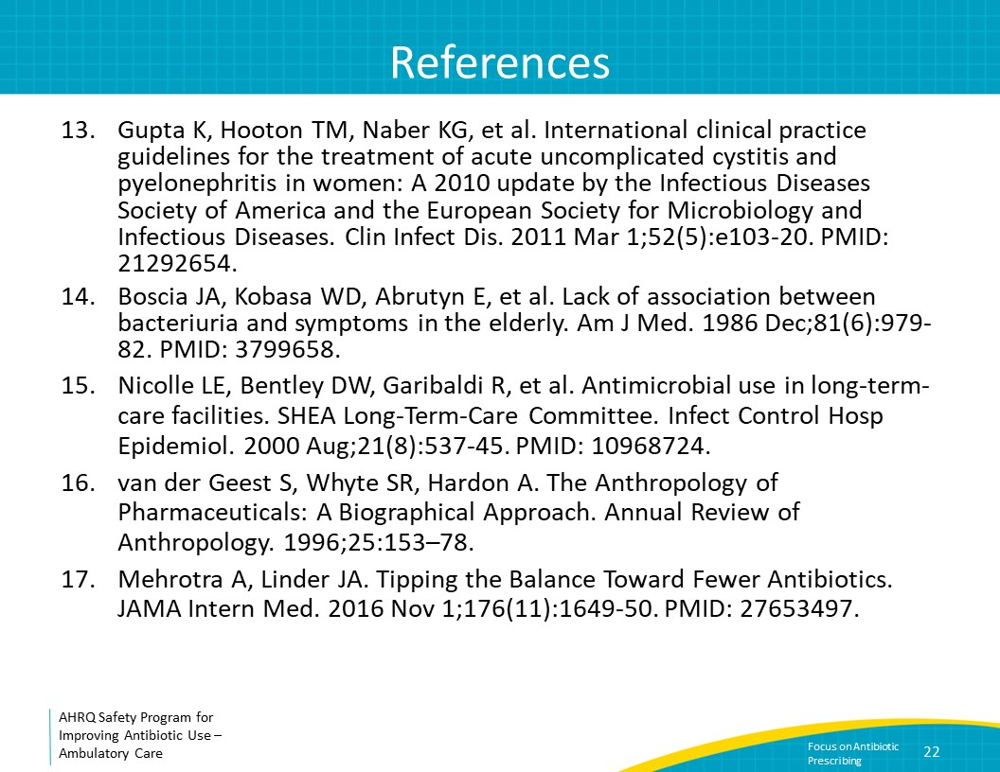 References
13. Gupta K, Hooton TM, Naber KG, et al. International clinical practice
guidelines for the treatment of acute uncomplicated cystitis and
pyelonephritis in women: A 2010 update by the Infectious Diseases
Society of America and the European Society for Microbiology and
Infectious Diseases. Clin Infect Dis. 2011 Mar 1;52(5):e103-20. PMID:
21292654.
14. Boscia JA, Kobasa WD, Abrutyn E, et al. Lack of association between
bacteriuria and symptoms in the elderly. Am J Med. 1986 Dec;81(6):979-
82. PMID: 3799658.
15. Nicolle LE, Bentley DW, Garibaldi R, et al. Antimicrobial use in long-term-
care facilities. SHEA Long-Term-Care Committee. Infect Control Hosp
Epidemiol. 2000 Aug;21(8):537-45. PMID: 10968724.
16. van der Geest S, Whyte SR, Hardon A. The Anthropology of
Pharmaceuticals: A Biographical Approach. Annual Review of
Anthropology. 1996;25:153–78.
17. Mehrotra A, Linder JA. Tipping the Balance Toward Fewer Antibiotics.
JAMA Intern Med. 2016 Nov 1;176(11):1649-50. PMID: 27653497.
AHRQ Safety Program for
Improving Antibiotic Use –
Ambulatory Care
Focus on Antibiotic
Prescribing
22